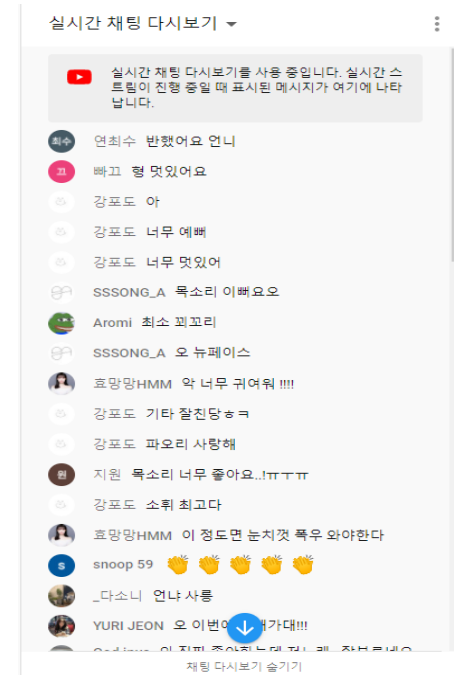 실시간 채팅 다시보기
실시간 채팅 다시보기를 사용 중입니다. 실시간 스
트림이 진행 중일 때 표시된 메시지가 여기에 나타
납니다.
최수 연최수 반했어요 언니
끄 빠끄 형 멋있어요
강포도 아
강포도 너무 예뻐
강포도 너무 멋있어
SSSONG_A 목소리 이뻐요오
Aromi 최소 꾀꼬리
SSSONG_A 오 뉴페이스
효망망HMM 악 너무 귀여워 !!!!
강포도 기타 잘친당ㅎㅋ
강포도 파오리 사랑해
원 지원 목소리 너무 좋아요..!ㅠㅜㅠ
강포도 소휘 최고다
효망망HMM 이 정도면 눈치껏 폭우 와야한다
s snoop 59 👏 👏 👏 👏 👏
_다소니 언냐 사릉
YURI JEON 오 이번 대!!!
채팅 다시보기 숨기기